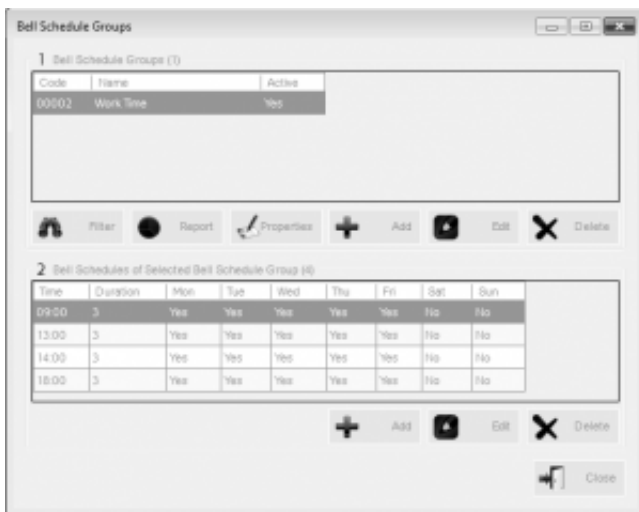 Bell Schedule Groups
1 Bell Schedule Groups (1)
Code Name Active
00002 Work Time Yes
Filter Report Properties Add Edit Delete
2 Bell Schedules of Selected Bell Schedule Group (4)
Time Duration Mon Tue Wed Thu Fri Sat Sun
09:00 3 Yes Yes Yes Yes Yes No No
13:00 3 Yes Yes Yes Yes Yes No No
14:00 3 Yes Yes Yes Yes Yes No No
18:00 3 Yes Yes Yes Yes Yes No No
Add Edit Delete
Close